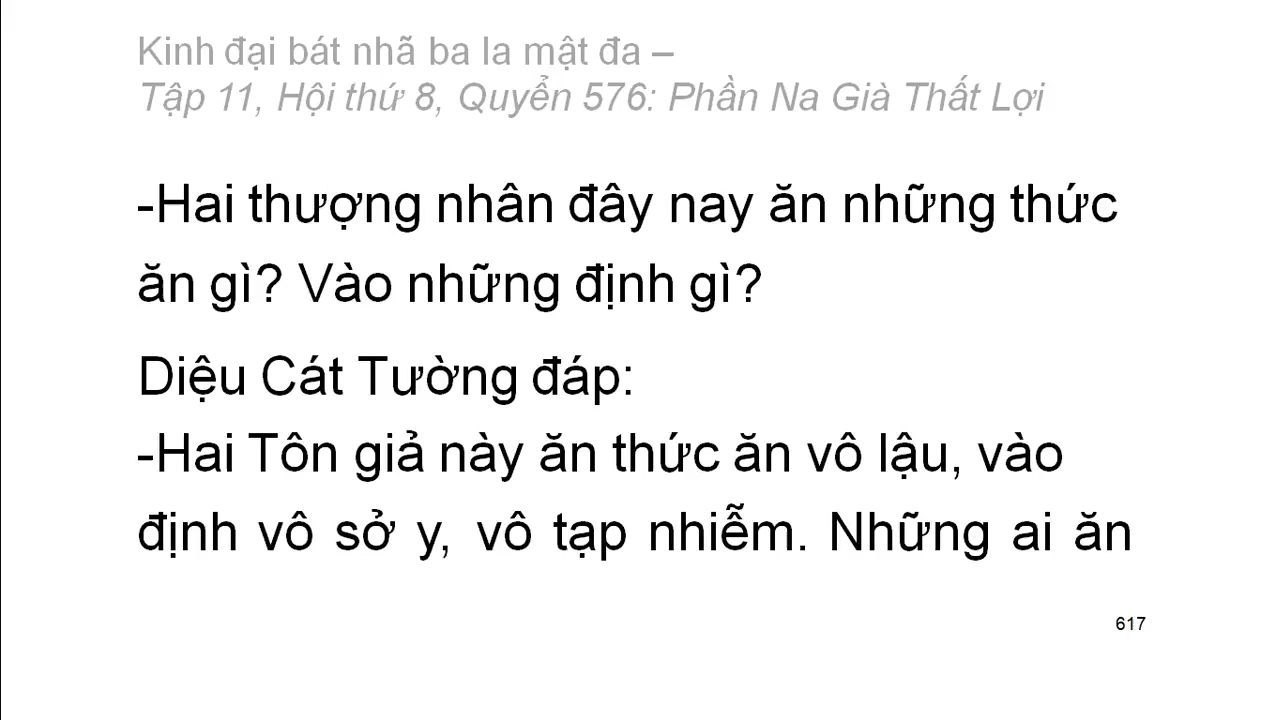 Kinh đại bát nhã ba la mật đa –
Tập 11, Hội thứ 8, Quyển 576: Phần Na Già Thất Lợi
-Hai thượng nhân đây nay ăn những thức
ăn gì? Vào những định gì?
Diệu Cát Tường đáp:
-Hai Tôn giả này ăn thức ăn vô lậu, vào
định vô sở y, vô tạp nhiễm. Những ai ăn
617